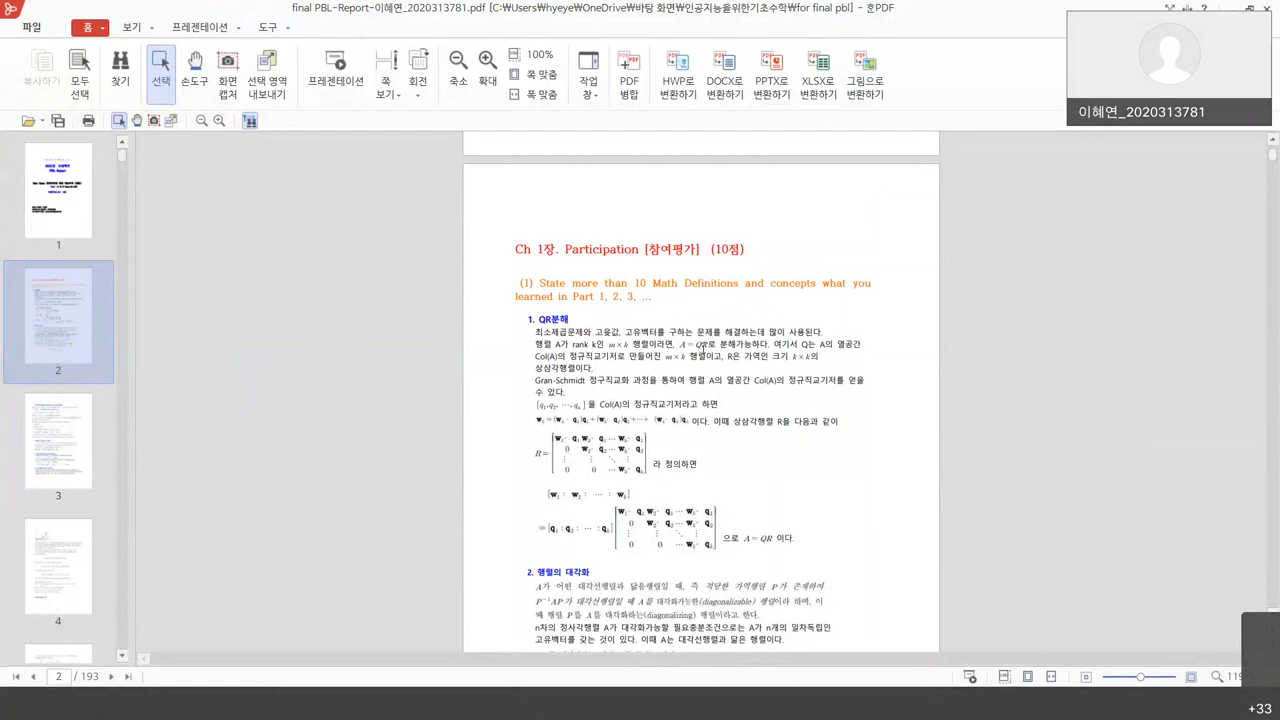 final PBL-Report-이혜연_2020313781.pdf [C:₩Users₩hyeye₩OneDrive₩바탕 화면₩인공지능을위한기초수학₩for final pbl] - 혼PDF
파일 홈 보기 프레젠테이션 도구
복사하기 모두 선택 찾기 선택 손도구 화면 캡처 선택 영역 내보내기 프레젠테이션 쪽 보기 회전 축소 확대 100% 쪽 맞춤 폭 맞춤 작업 창 PDF 병합 HWP로 변환하기 DOCX로 변환하기 PPTX로 변환하기 XLSX로 변환하기 그림으로 변환하기
이혜연_2020313781
1
2
3
4
Ch 1장. Participation [참여평가] (10점)
(1) State more than 10 Math Definitions and concepts what you
learned in Part 1, 2, 3, ...
1. QR분해
최소제곱문제와 고윳값, 고유벡터를 구하는 문제를 해결하는데 많이 사용된다.
행렬 A가 rank k인 m×k 행렬이라면, A=QR로 분해가능하다. 여기서 Q는 A의 열공간
Col(A)의 정규직교기저로 만들어진 m×k 행렬이고, R은 가역인 크기 k×k의
상삼각행렬이다.
Gran-Schmidt 정구직교화 과정을 통하여 행렬 A의 열공간 Col(A)의 정규직교기저를 얻을
수 있다.
을 Col(A)의 정규직교기저라고 하면
이다. 이때 상삼각행렬 R을 다음과 같이
R=
라 정의하면
으로 A=QR 이다.
2. 행렬의 대각화
A가 어떤 대각선행렬과 닮음행렬일 때, 즉 적당한 가역행렬 P가 존재하여
P⁻¹AP가 대각선행렬일 때 A를 대각화가능한(diagonalizable) 행렬이라 하며, 이
때 행렬 P를 A를 대각화하는(diagonalizing) 행렬이라고 한다.
n차의 정사각행렬 A가 대각화가능할 필요충분조건으로는 A가 n개의 일차독립인
고유벡터를 갖는 것이 있다. 이때 A는 대각선행렬과 닮은 행렬이다.
2 / 193
+33